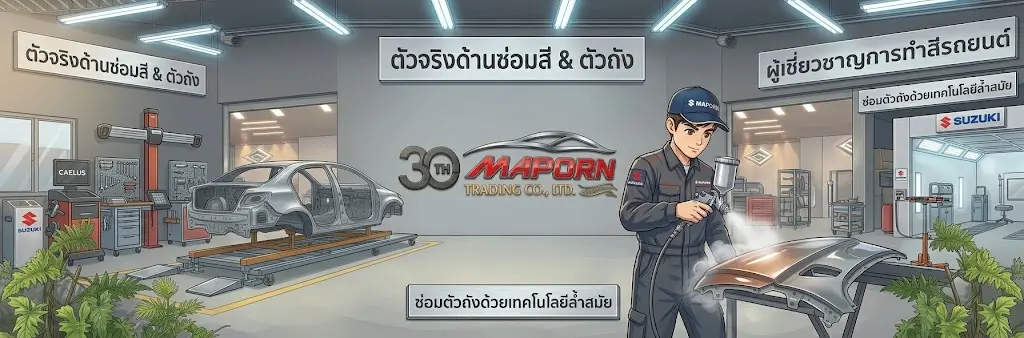 ตัวจริงด้านซ่อมสี & ตัวถัง
ตัวจริงด้านซ่อมสี & ตัวถัง
ผู้เชี่ยวชาญการทำสีรถยนต์
ซ่อมตัวถังด้วยเทคโนโลยีล้ำสมัย
SUZUKI
MAPORN
CAELUS
30TH
MAPORN
TRADING CO., LTD.
SUZUKI
ซ่อมตัวถังด้วยเทคโนโลยีล้ำสมัย